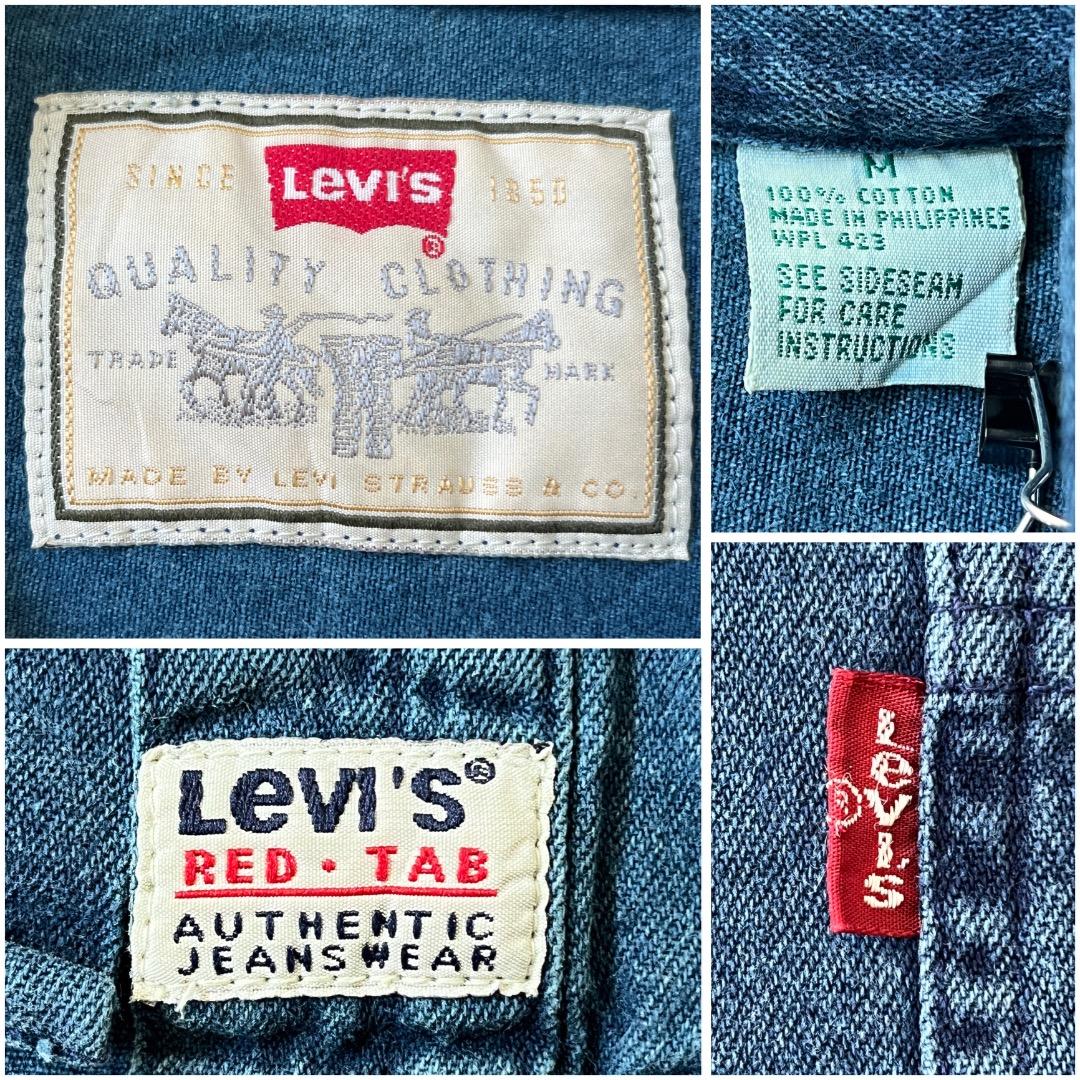 SINCE LEVI'S 1850
®
QUALITY CLOTHING
TRADE MARK
MADE BY LEVI STRAUSS & CO.
M
100% COTTON
MADE IN PHILIPPINES
WPL 423
SEE SIDESEAM
FOR CARE
INSTRUCTIONS
LEVI'S®
RED • TAB
AUTHENTIC
JEANSWEAR
LEVI'S
®